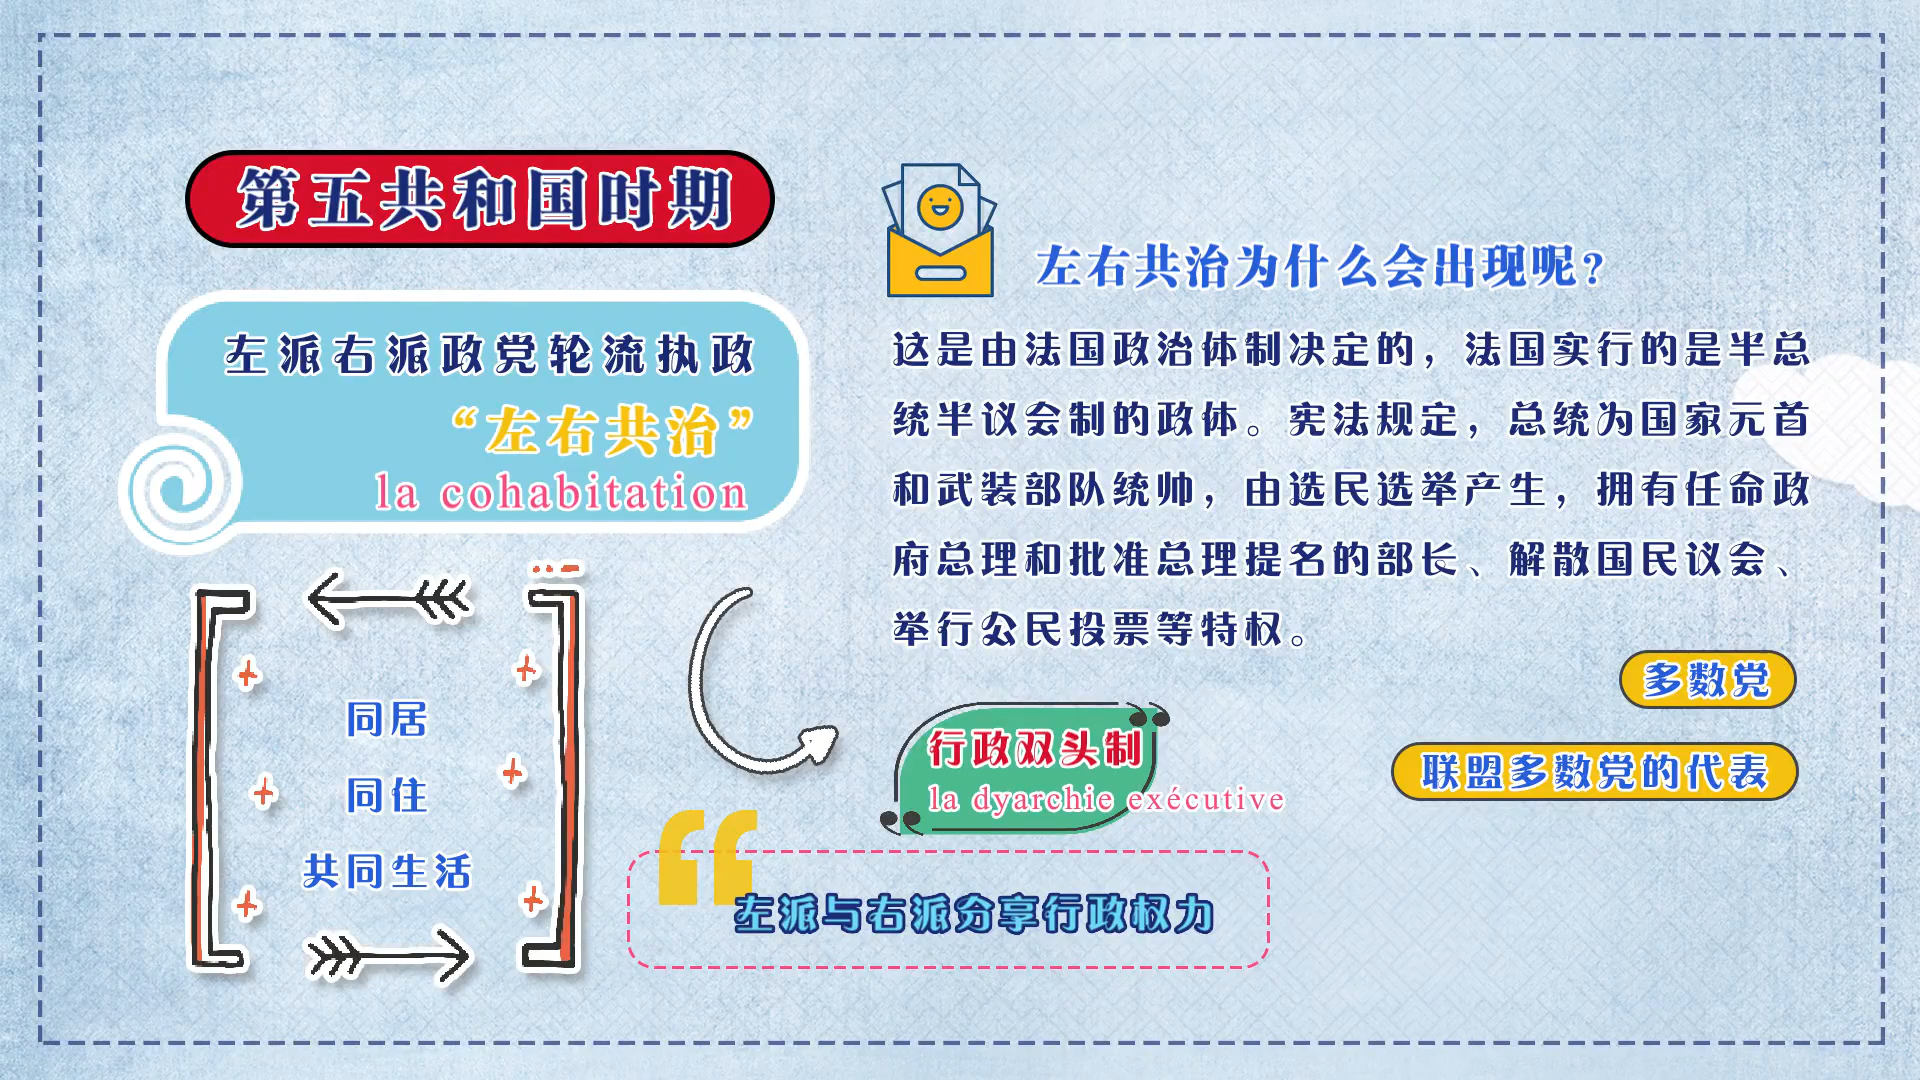 第五共和国时期
左派右派政党轮流执政
“左右共治”
la cohabitation
同居
同住
共同生活
左右共治为什么会出现呢?
这是由法国政治体制决定的，法国实行的是半总
统半议会制的政体。宪法规定，总统为国家元首
和武装部队统帅，由选民选举产生，拥有任命政
府总理和批准总理提名的部长、解散国民议会、
举行公民投票等特权。
多数党
联盟多数党的代表
行政双头制
la dyarchie exécutive
左派与右派分享行政权力